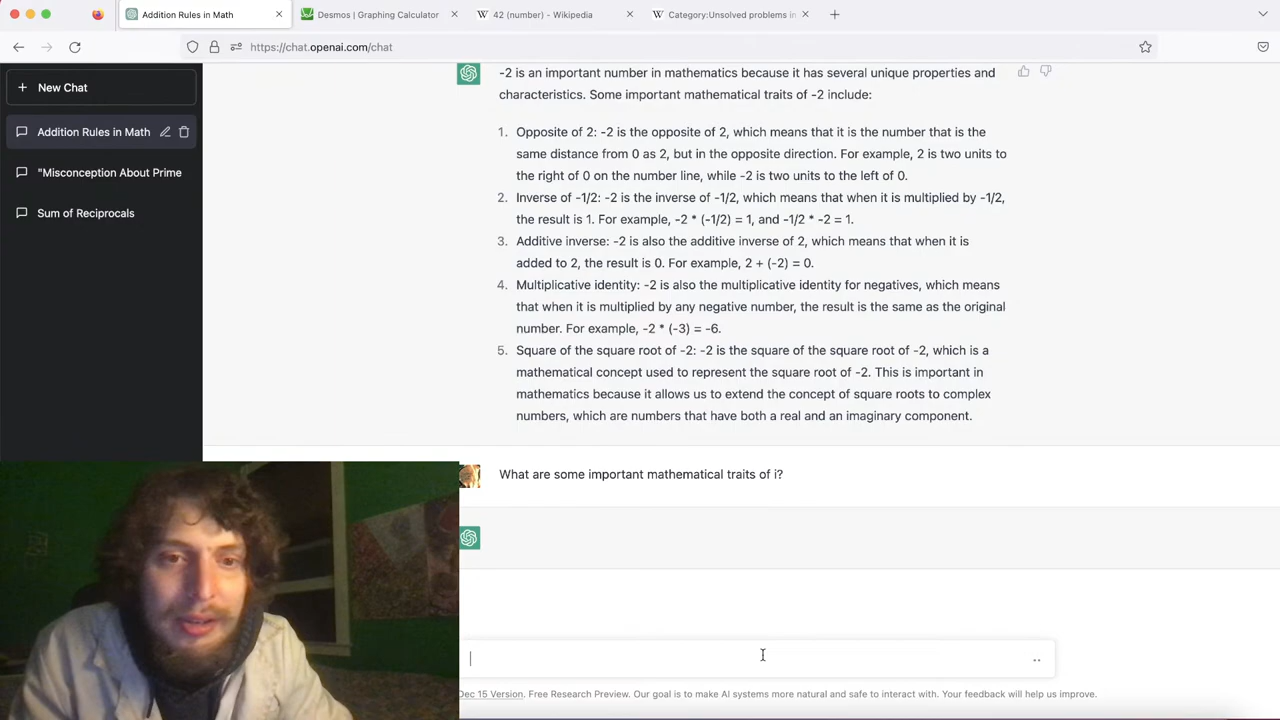 Addition Rules in Math
Desmos | Graphing Calculator
42 (number) - Wikipedia
Category:Unsolved problems in
https://chat.openai.com/chat
New Chat
Addition Rules in Math
"Misconception About Prime
Sum of Reciprocals
-2 is an important number in mathematics because it has several unique properties and
characteristics. Some important mathematical traits of -2 include:
1. Opposite of 2: -2 is the opposite of 2, which means that it is the number that is the
same distance from 0 as 2, but in the opposite direction. For example, 2 is two units to
the right of 0 on the number line, while -2 is two units to the left of 0.
2. Inverse of -1/2: -2 is the inverse of -1/2, which means that when it is multiplied by -1/2,
the result is 1. For example, -2 * (-1/2) = 1, and -1/2 * -2 = 1.
3. Additive inverse: -2 is also the additive inverse of 2, which means that when it is
added to 2, the result is 0. For example, 2 + (-2) = 0.
4. Multiplicative identity: -2 is also the multiplicative identity for negatives, which means
that when it is multiplied by any negative number, the result is the same as the original
number. For example, -2 * (-3) = -6.
5. Square of the square root of -2: -2 is the square of the square root of -2, which is a
mathematical concept used to represent the square root of -2. This is important in
mathematics because it allows us to extend the concept of square roots to complex
numbers, which are numbers that have both a real and an imaginary component.
What are some important mathematical traits of i?
Dec 15 Version. Free Research Preview. Our goal is to make AI systems more natural and safe to interact with. Your feedback will help us improve.